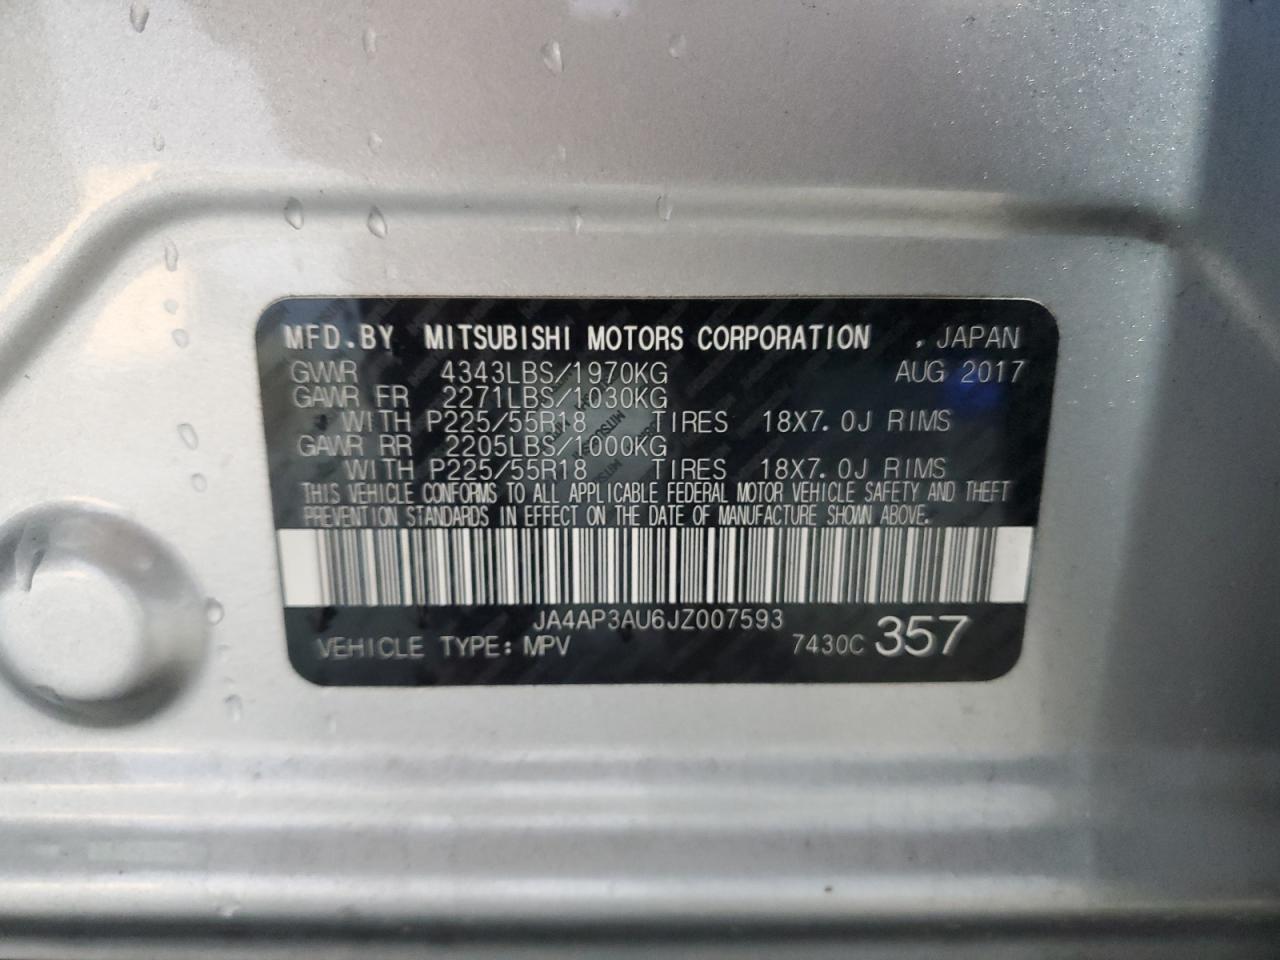 MFD.BY MITSUBISHI MOTORS CORPORATION , JAPAN
GWWR 4343LBS/1970KG AUG 2017
GAWR FR 2271LBS/1030KG
WITH P225/55R18 TIRES 18X7.0J RIMS
GAWR RR 2205LBS/1000KG
WITH P225/55R18 TIRES 18X7.0J RIMS
THIS VEHICLE CONFORMS TO ALL APPLICABLE FEDERAL MOTOR VEHICLE SAFETY AND THEFT
PREVENTION STANDARDS IN EFFECT ON THE DATE OF MANUFACTURE SHOWN ABOVE.
JA4AP3AU6JZ007593
VEHICLE TYPE: MPV 7430C 357